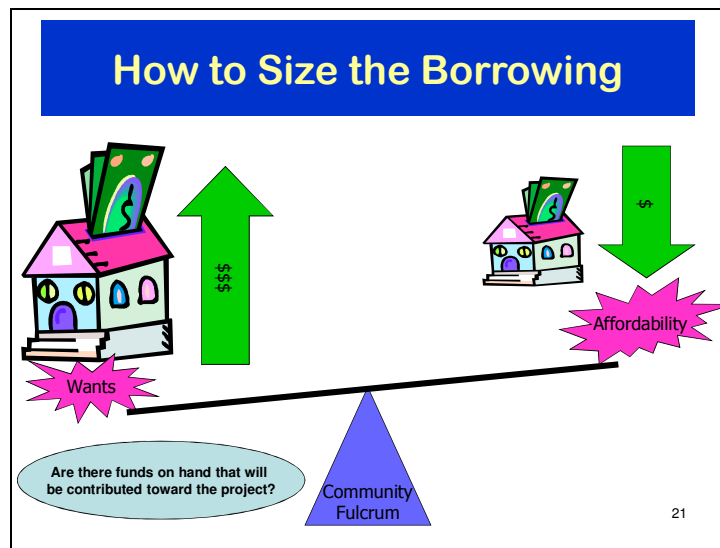 How to Size the Borrowing
$$$
$
Affordability
Wants
Are there funds on hand that will
be contributed toward the project?
Community
Fulcrum
21